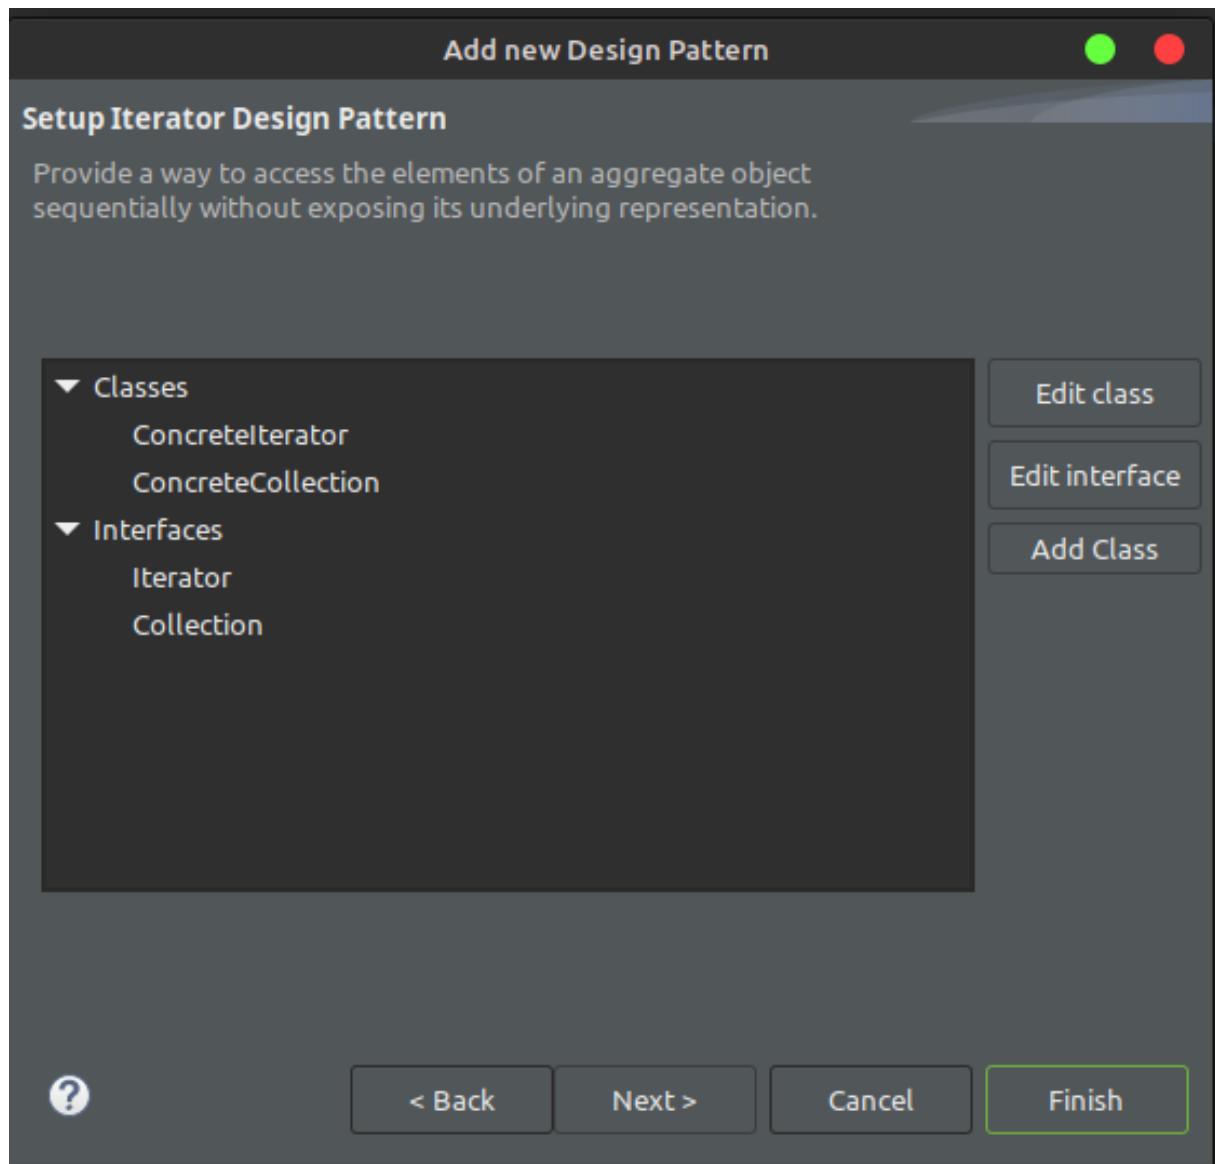 Add new Design Pattern
Setup Iterator Design Pattern
Provide a way to access the elements of an aggregate object
sequentially without exposing its underlying representation.
Classes
ConcreteIterator
ConcreteCollection
Interfaces
Iterator
Collection
Edit class
Edit interface
Add Class
?
< Back
Next >
Cancel
Finish